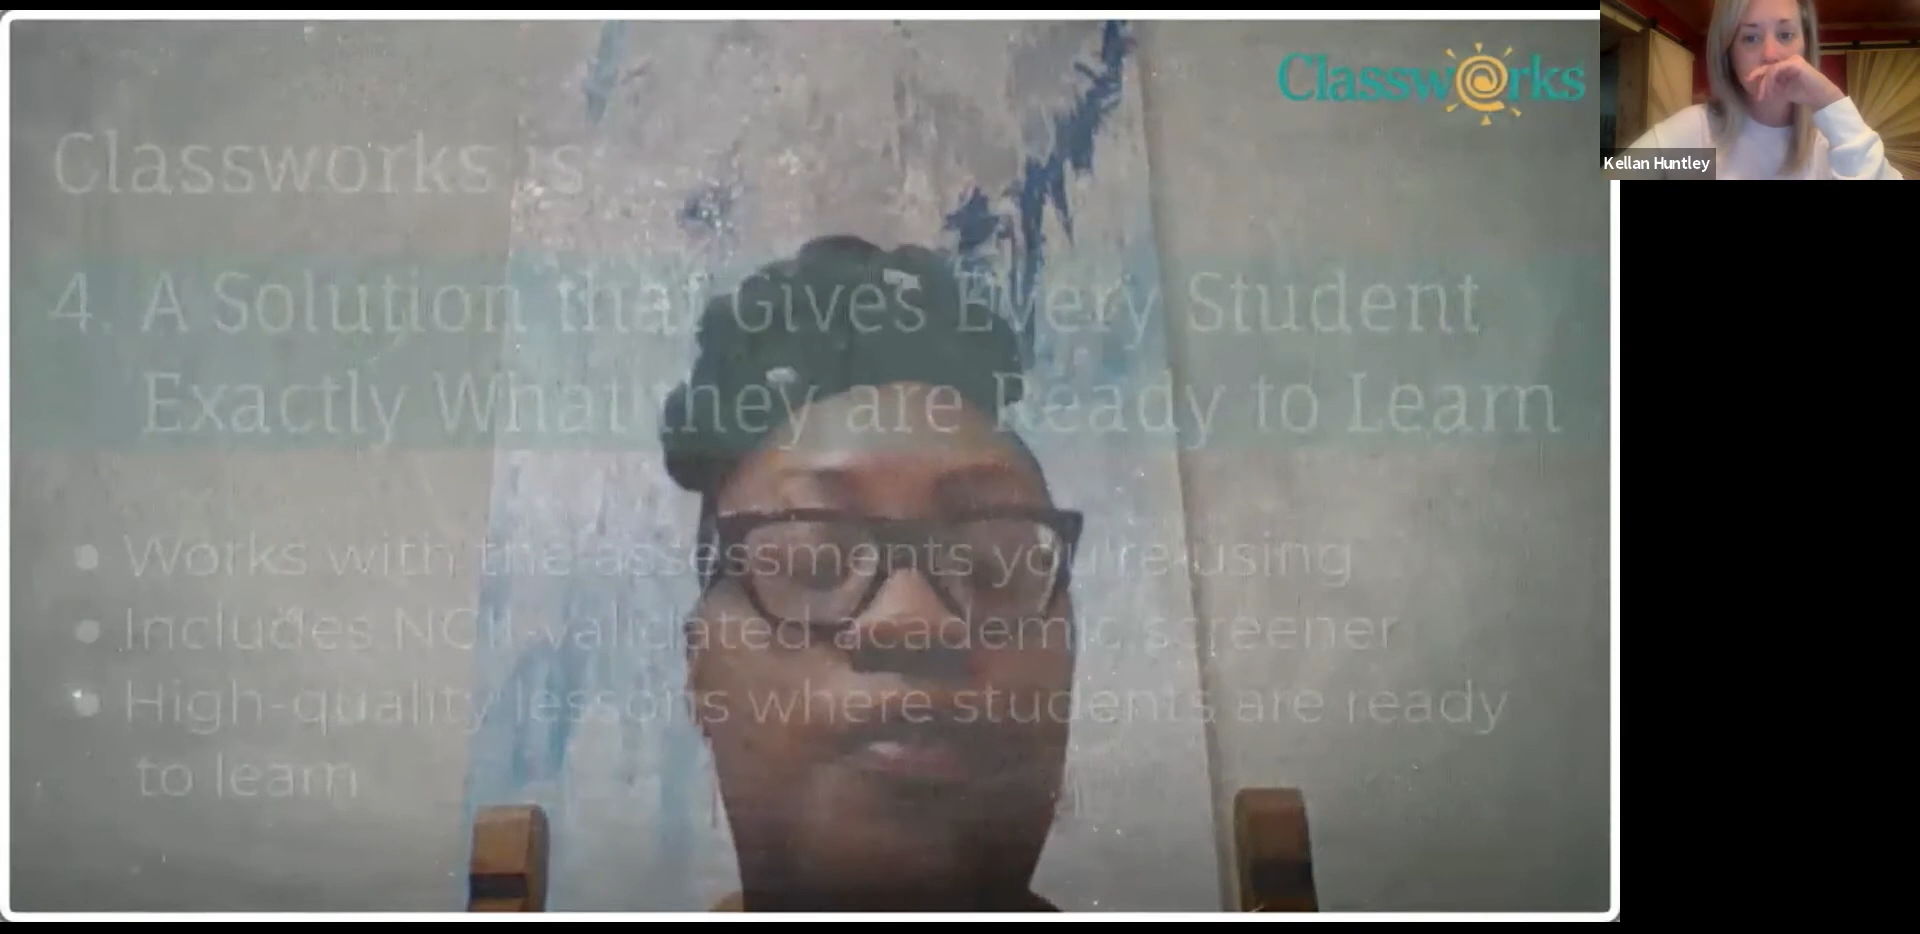 Classworks
Kellan Huntley
Classworks is
4. A Solution that Gives Every Student
Exactly What they are Ready to Learn
• Works with the assessments you're using
• Includes NCII-validated academic screener
• High-quality lessons where students are ready
to learn